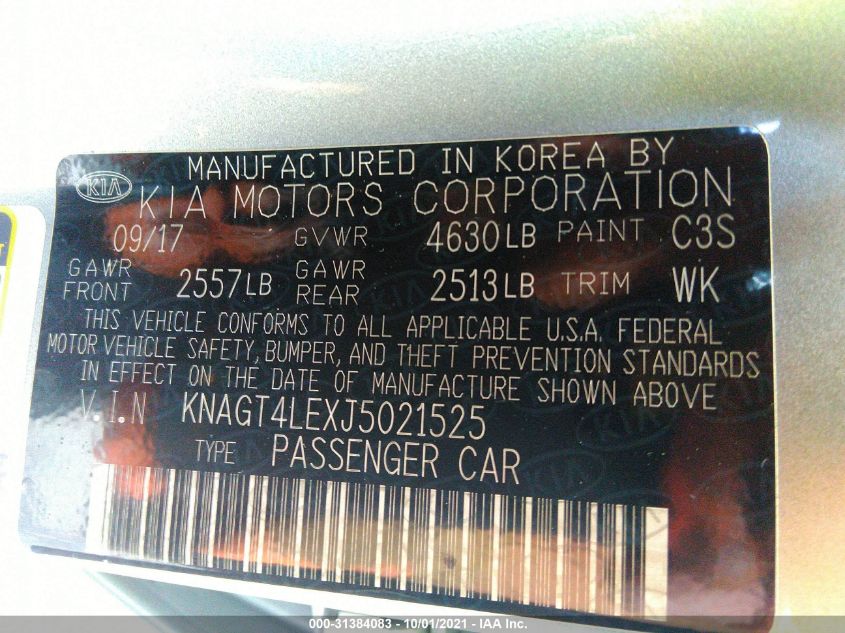 MANUFACTURED IN KOREA BY
KIA KIA MOTORS CORPORATION
09/17 GVWR 4630LB PAINT C3S
GAWR FRONT 2557LB GAWR REAR 2513LB TRIM WK
THIS VEHICLE CONFORMS TO ALL APPLICABLE U.S.A. FEDERAL
MOTOR VEHICLE SAFETY, BUMPER, AND THEFT PREVENTION STANDARDS
IN EFFECT ON THE DATE OF MANUFACTURE SHOWN ABOVE
V.I.N KNAGT4LEXJ5021525
TYPE PASSENGER CAR
000-31384083 - 10/01/2021 - IAA Inc.